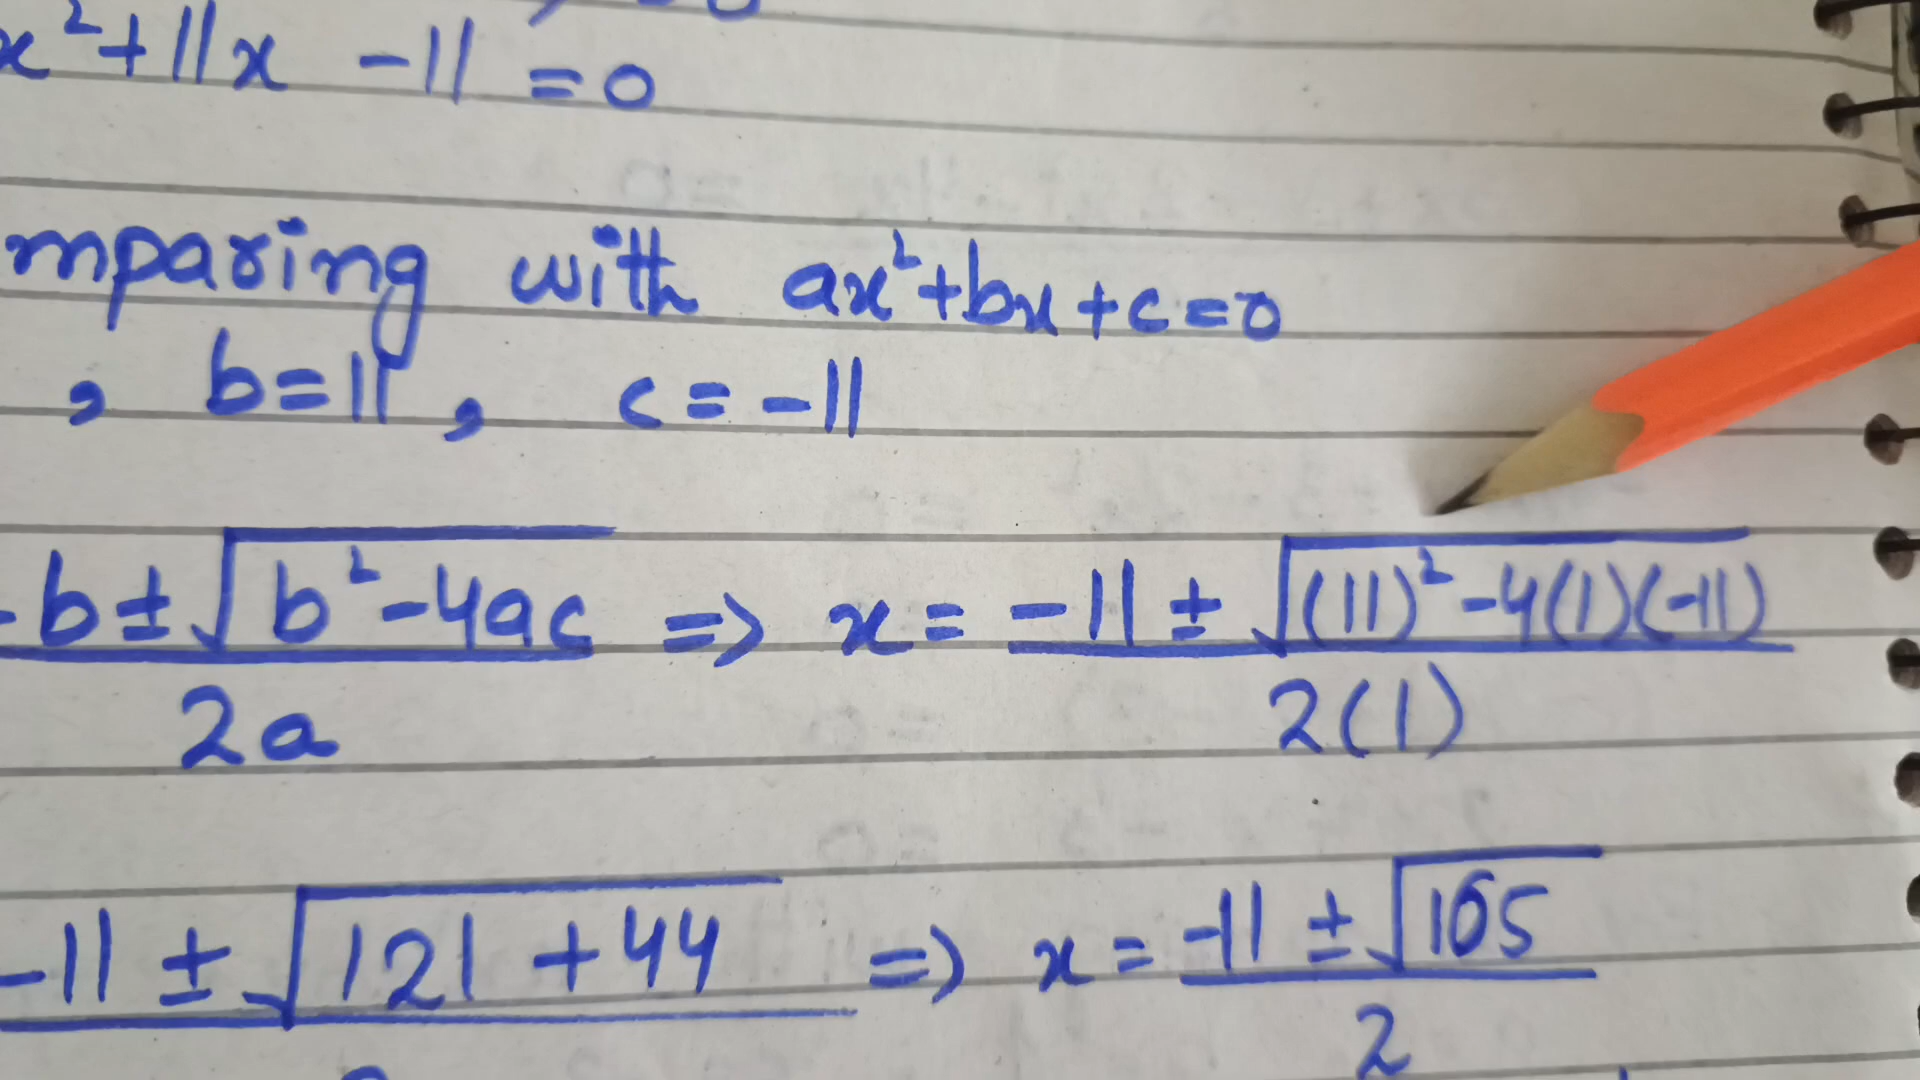 x²+11x -11 =0
mparing with ax²+bx+c=0
, b=11, c=-11
-b±√b²-4ac => x = -11 ± √(11)²-4(1)(-11)
2a 2(1)
-11 ± √121+44 => x = -11 ± √165
2